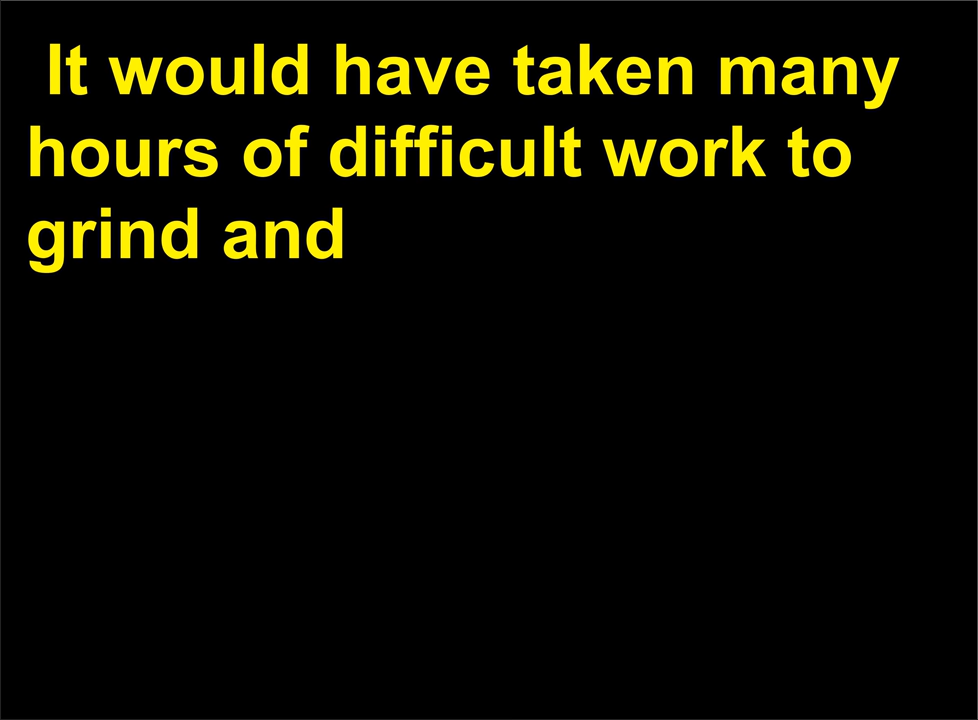 It would have taken many
hours of difficult work to
grind and